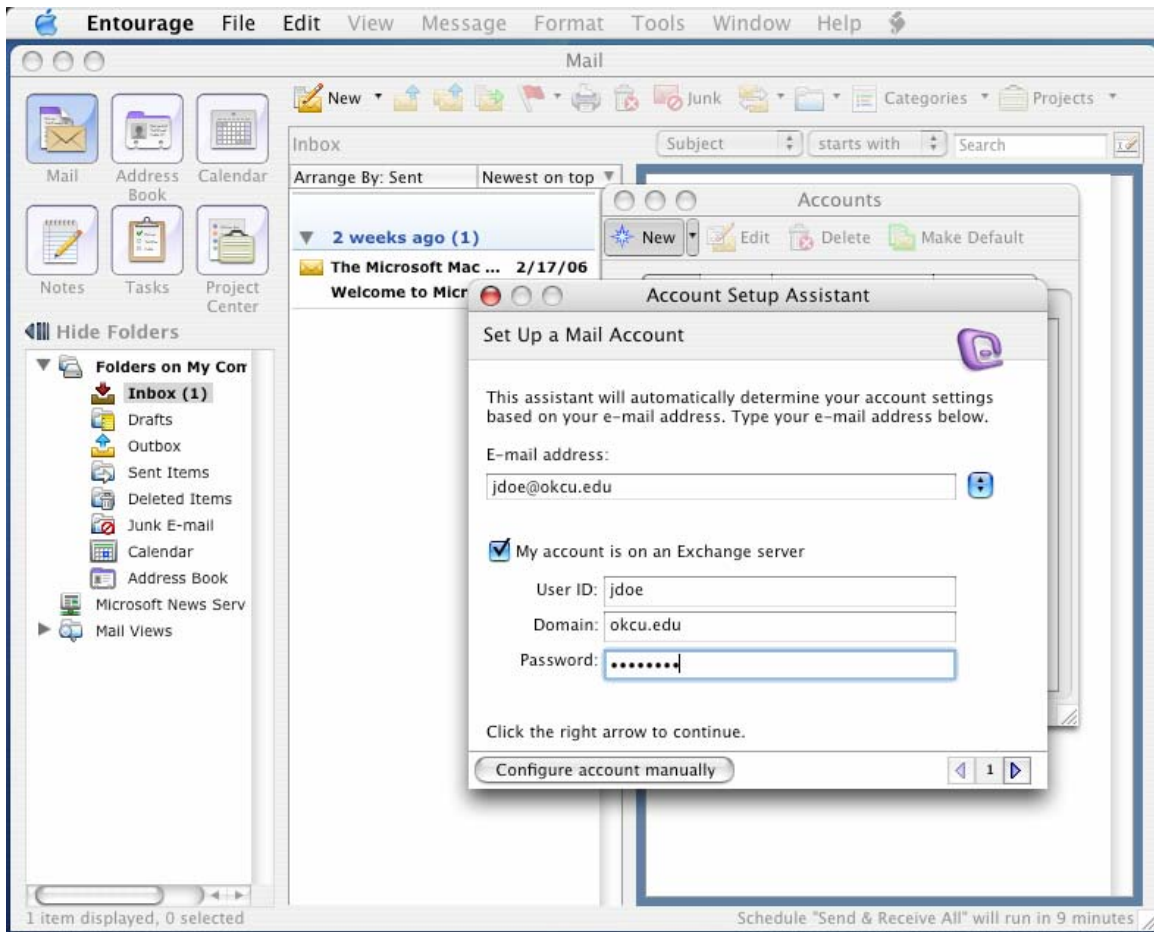 Entourage File Edit View Message Format Tools Window Help
Mail
New Junk Categories Projects
Mail Address Book Calendar
Notes Tasks Project Center
Hide Folders
Folders on My Com
Inbox (1)
Drafts
Outbox
Sent Items
Deleted Items
Junk E-mail
Calendar
Address Book
Microsoft News Serv
Mail Views
Inbox
Subject starts with Search
Arrange By: Sent Newest on top
2 weeks ago (1)
The Microsoft Mac ... 2/17/06
Welcome to Micr
Accounts
New Edit Delete Make Default
Account Setup Assistant
Set Up a Mail Account
This assistant will automatically determine your account settings
based on your e-mail address. Type your e-mail address below.
E-mail address:
jdoe@okcu.edu
My account is on an Exchange server
User ID: jdoe
Domain: okcu.edu
Password: ••••••••
Click the right arrow to continue.
Configure account manually 1
1 item displayed, 0 selected
Schedule "Send & Receive All" will run in 9 minutes